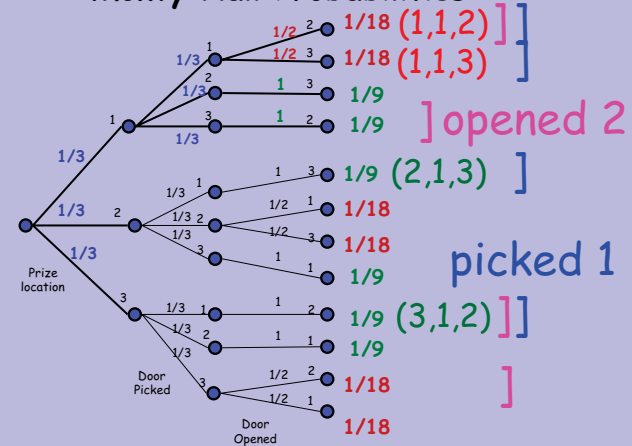 Monty Hall Probabilities
1/2 2 1/18 (1,1,2) ] ]
1 1/2 3 1/18 (1,1,3) ]
1/3
2 1/3 1 3 1/9
1 3 1/3 1 2 1/9 ] opened 2
1/3
1/3 1 1 3 1/9 (2,1,3) ]
1/3 2 1/3 2 1/2 1 1/18
1/3 1/2 3 1/18
1/3 3 1 1 1/9
picked 1
Prize
location
3 1/3 1 1 2 1/9 (3,1,2) ] ]
1/3 2 1 1 1/9
1/3 3 1/2 2 1/18 ]
Door
Picked
1/2 1 1/18
Door
Opened